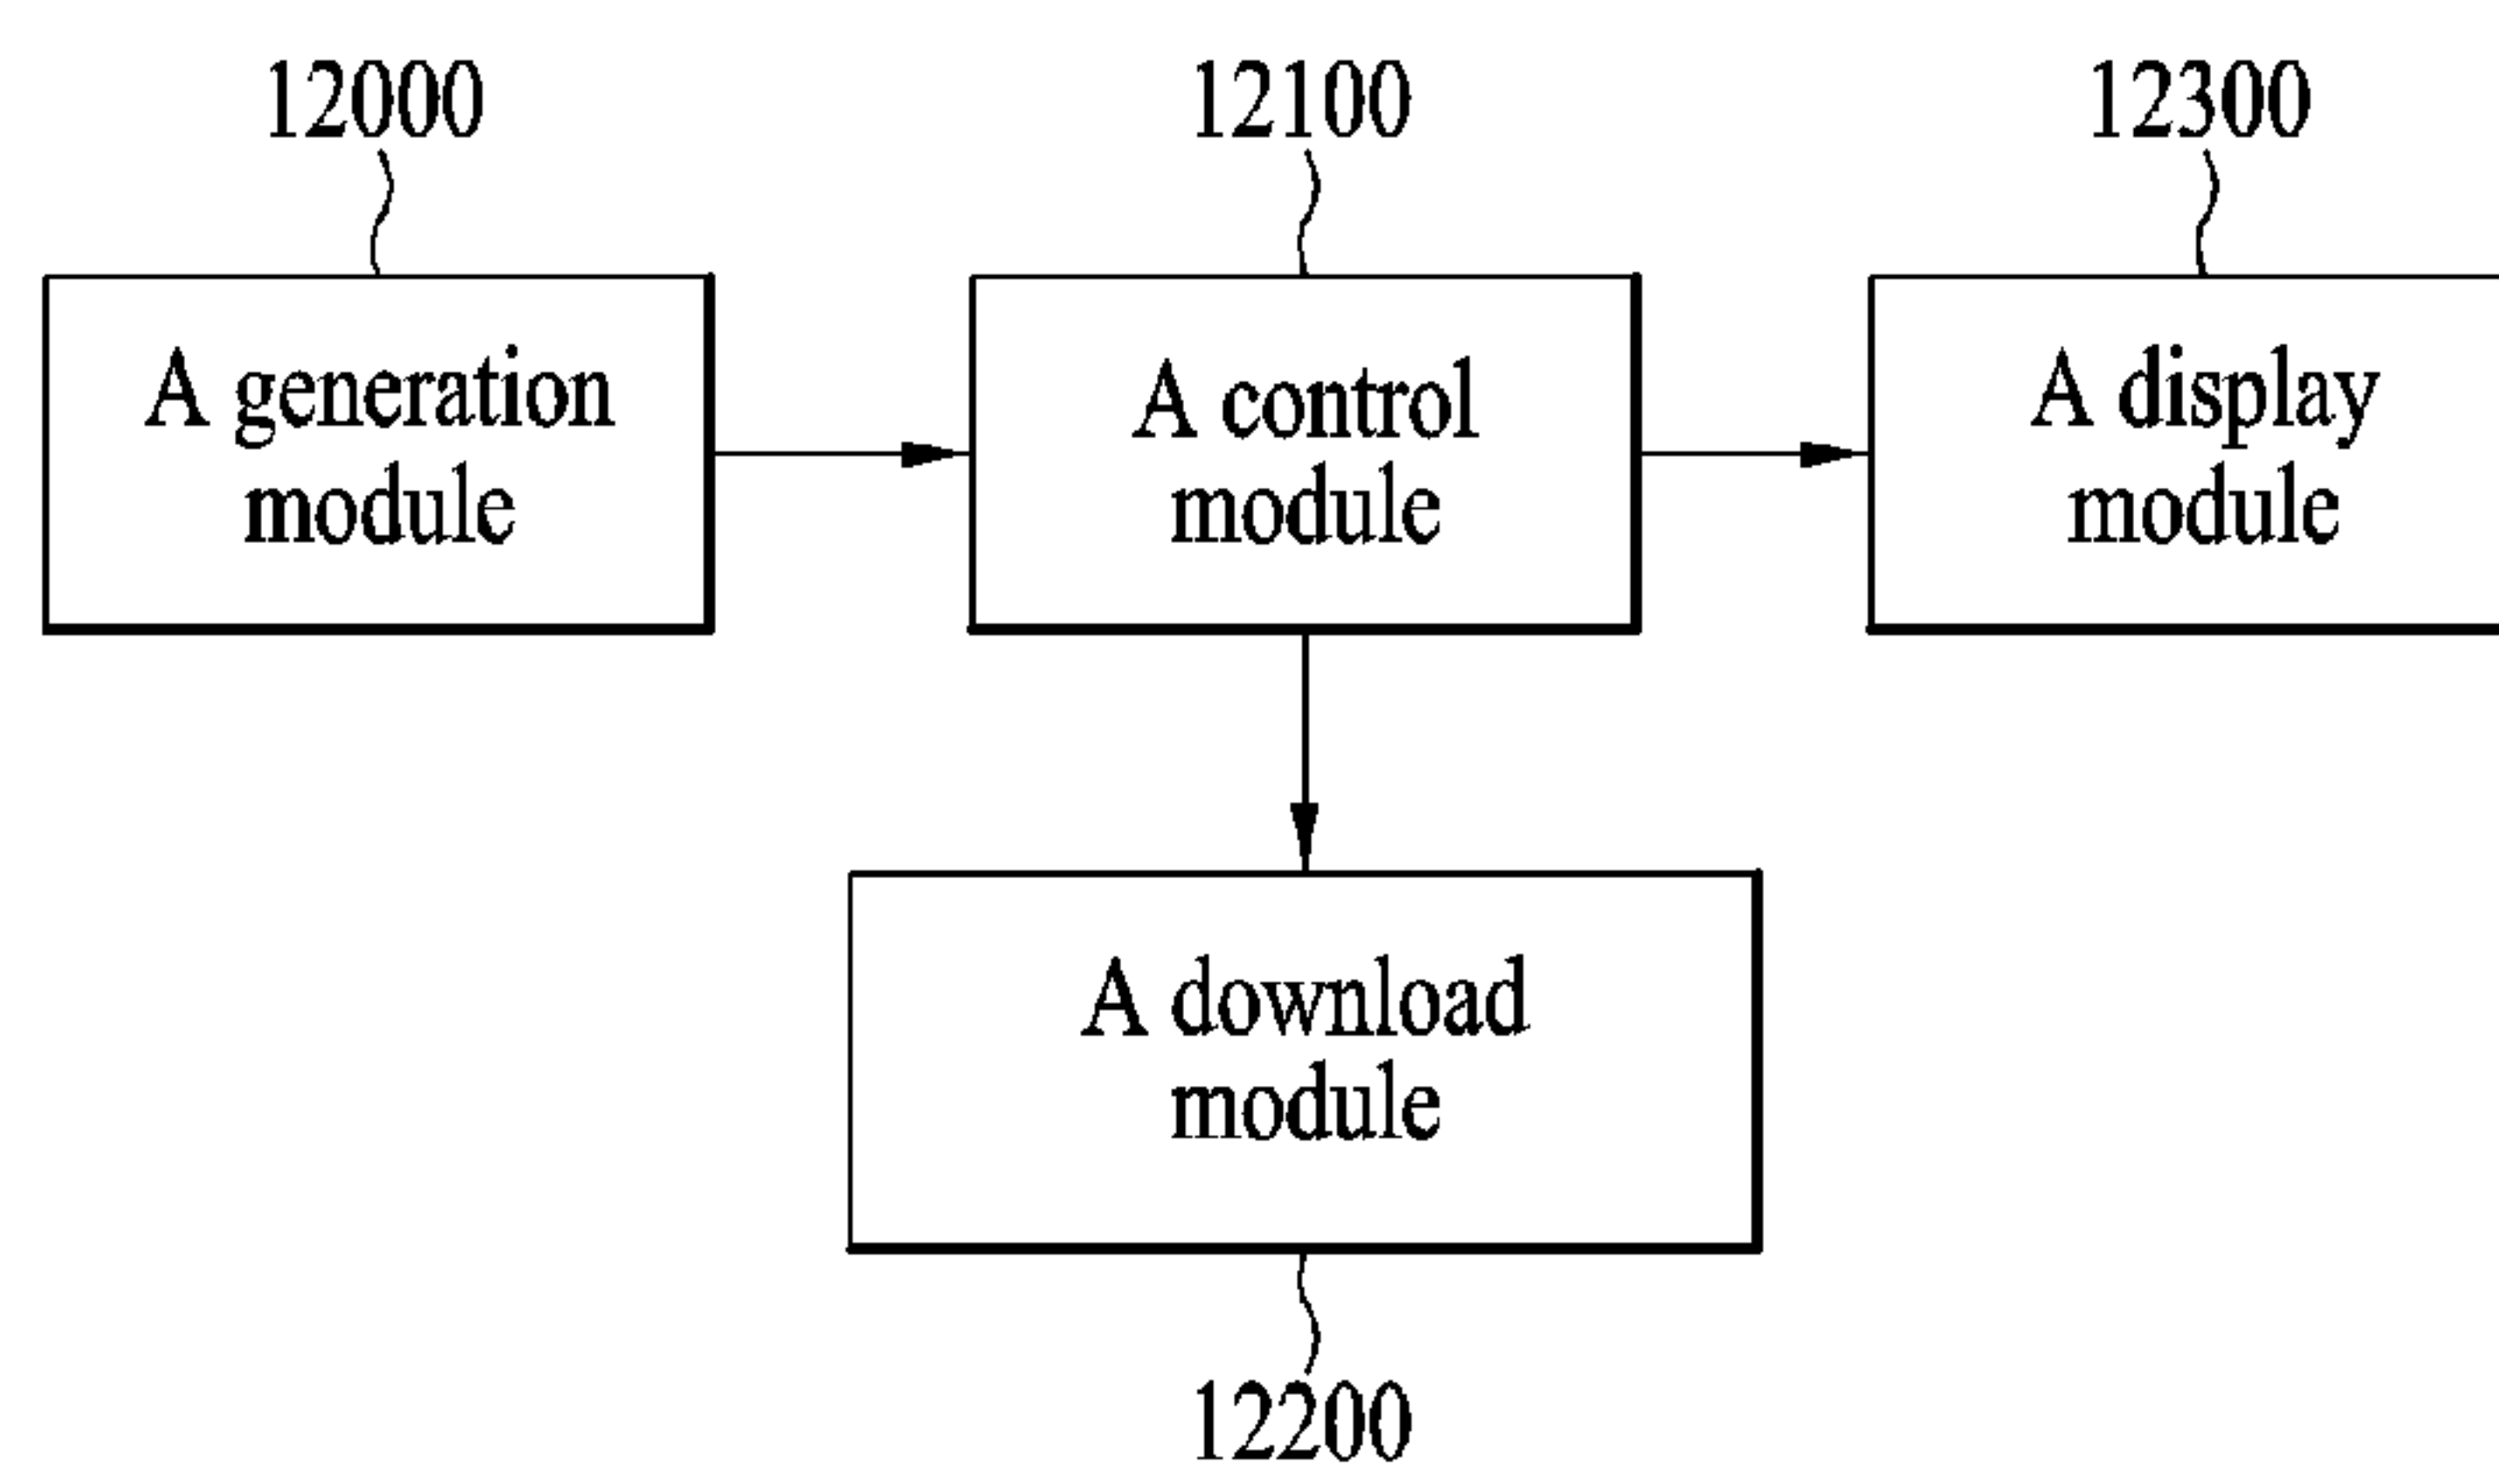 12000
12100
12300
A generation
module
A control
module
A display
module
A download
module
12200